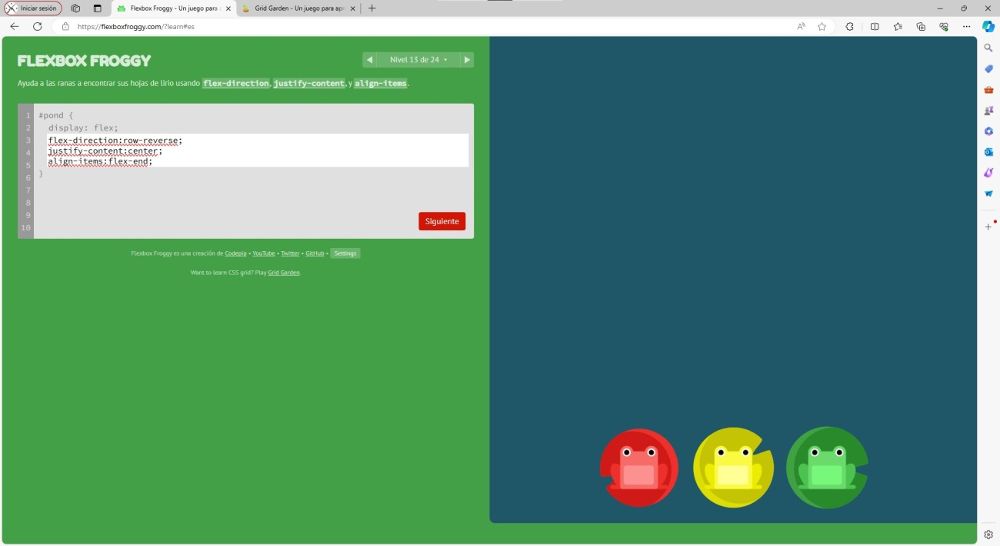 Iniciar sesión
Flexbox Froggy - Un juego para a
Grid Garden - Un juego para apr
https://flexboxfroggy.com/?learn#es
FLEXBOX FROGGY
Nivel 13 de 24
Ayuda a las ranas a encontrar sus hojas de lirio usando flex-direction, justify-content, y align-items.
1 #pond {
2 display: flex;
3 flex-direction:row-reverse;
4 justify-content:center;
5 align-items:flex-end;
6 }
7
8
9
10
Siguiente
Flexbox Froggy es una creación de Codepip • YouTube • Twitter • GitHub • Settings
Want to learn CSS grid? Play Grid Garden.